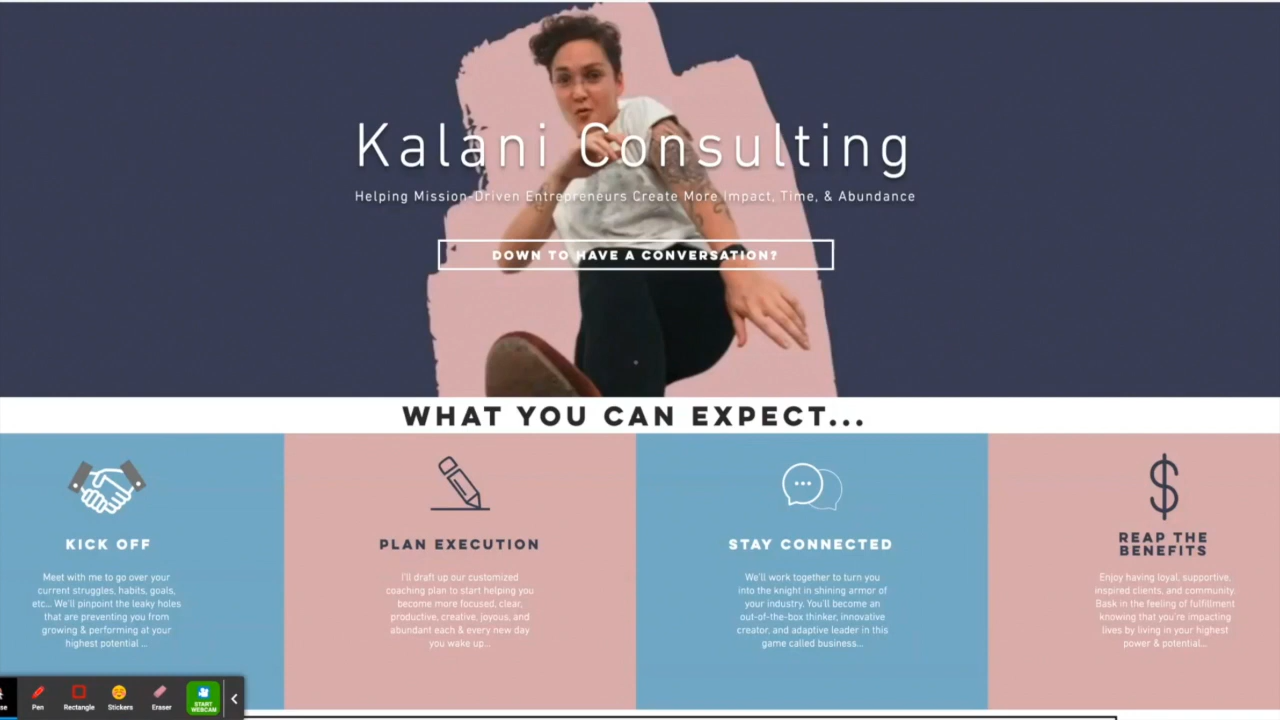 Kalani Consulting
Helping Mission-Driven Entrepreneurs Create More Impact, Time, & Abundance
DOWN TO HAVE A CONVERSATION?
WHAT YOU CAN EXPECT...
KICK OFF
Meet with me to go over your
current struggles, habits, goals,
etc... We'll pinpoint the leaky holes
that are preventing you from
growing & performing at your
highest potential ...
PLAN EXECUTION
I'll draft up our customized
coaching plan to start helping you
become more focused, clear,
productive, creative, joyous, and
abundant each & every new day
you wake up...
STAY CONNECTED
We'll work together to turn you
into the knight in shining armor of
your industry. You'll become an
out-of-the-box thinker, innovative
creator, and adaptive leader in this
game called business...
$
REAP THE
BENEFITS
Enjoy having loyal, supportive,
inspired clients, and community.
Bask in the feeling of fulfillment
knowing that you're impacting
lives by living in your highest
power & potential...
se
Pen
Rectangle
Stickers
Eraser
START
WEBCAM